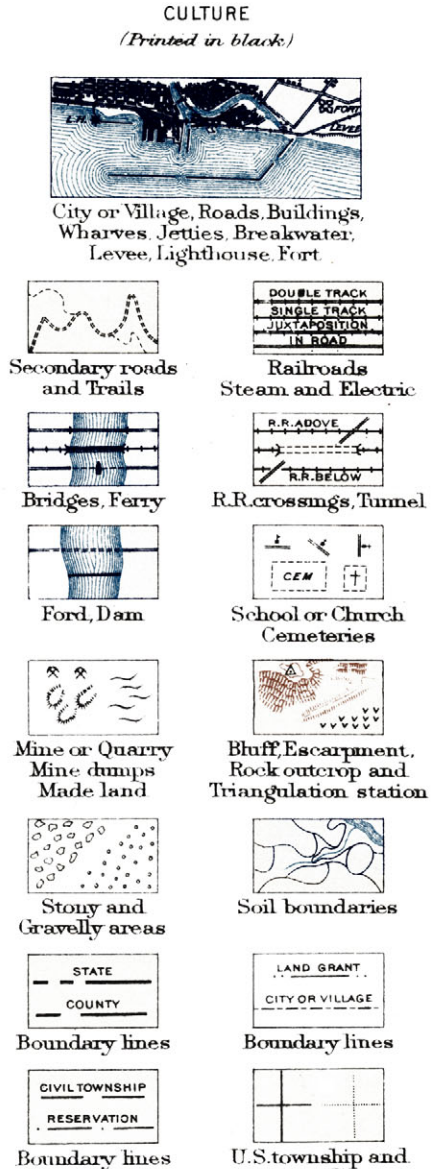 CULTURE
(Printed in black)
L.H.
FORT
LEVEE
City or Village, Roads, Buildings,
Wharves, Jetties, Breakwater,
Levee, Lighthouse, Fort
Secondary roads
and Trails
DOUBLE TRACK
SINGLE TRACK
JUXTAPOSITION
IN ROAD
Railroads
Steam and Electric
Bridges, Ferry
R.R. ABOVE
R.R. BELOW
R.R. crossings, Tunnel
Ford, Dam
CEM
School or Church
Cemeteries
Mine or Quarry
Mine dumps
Made land
Bluff, Escarpment,
Rock outcrop and
Triangulation station
Stony and
Gravelly areas
Soil boundaries
STATE
COUNTY
Boundary lines
LAND GRANT
CITY OR VILLAGE
Boundary lines
CIVIL TOWNSHIP
RESERVATION
Boundary lines
U.S. township and